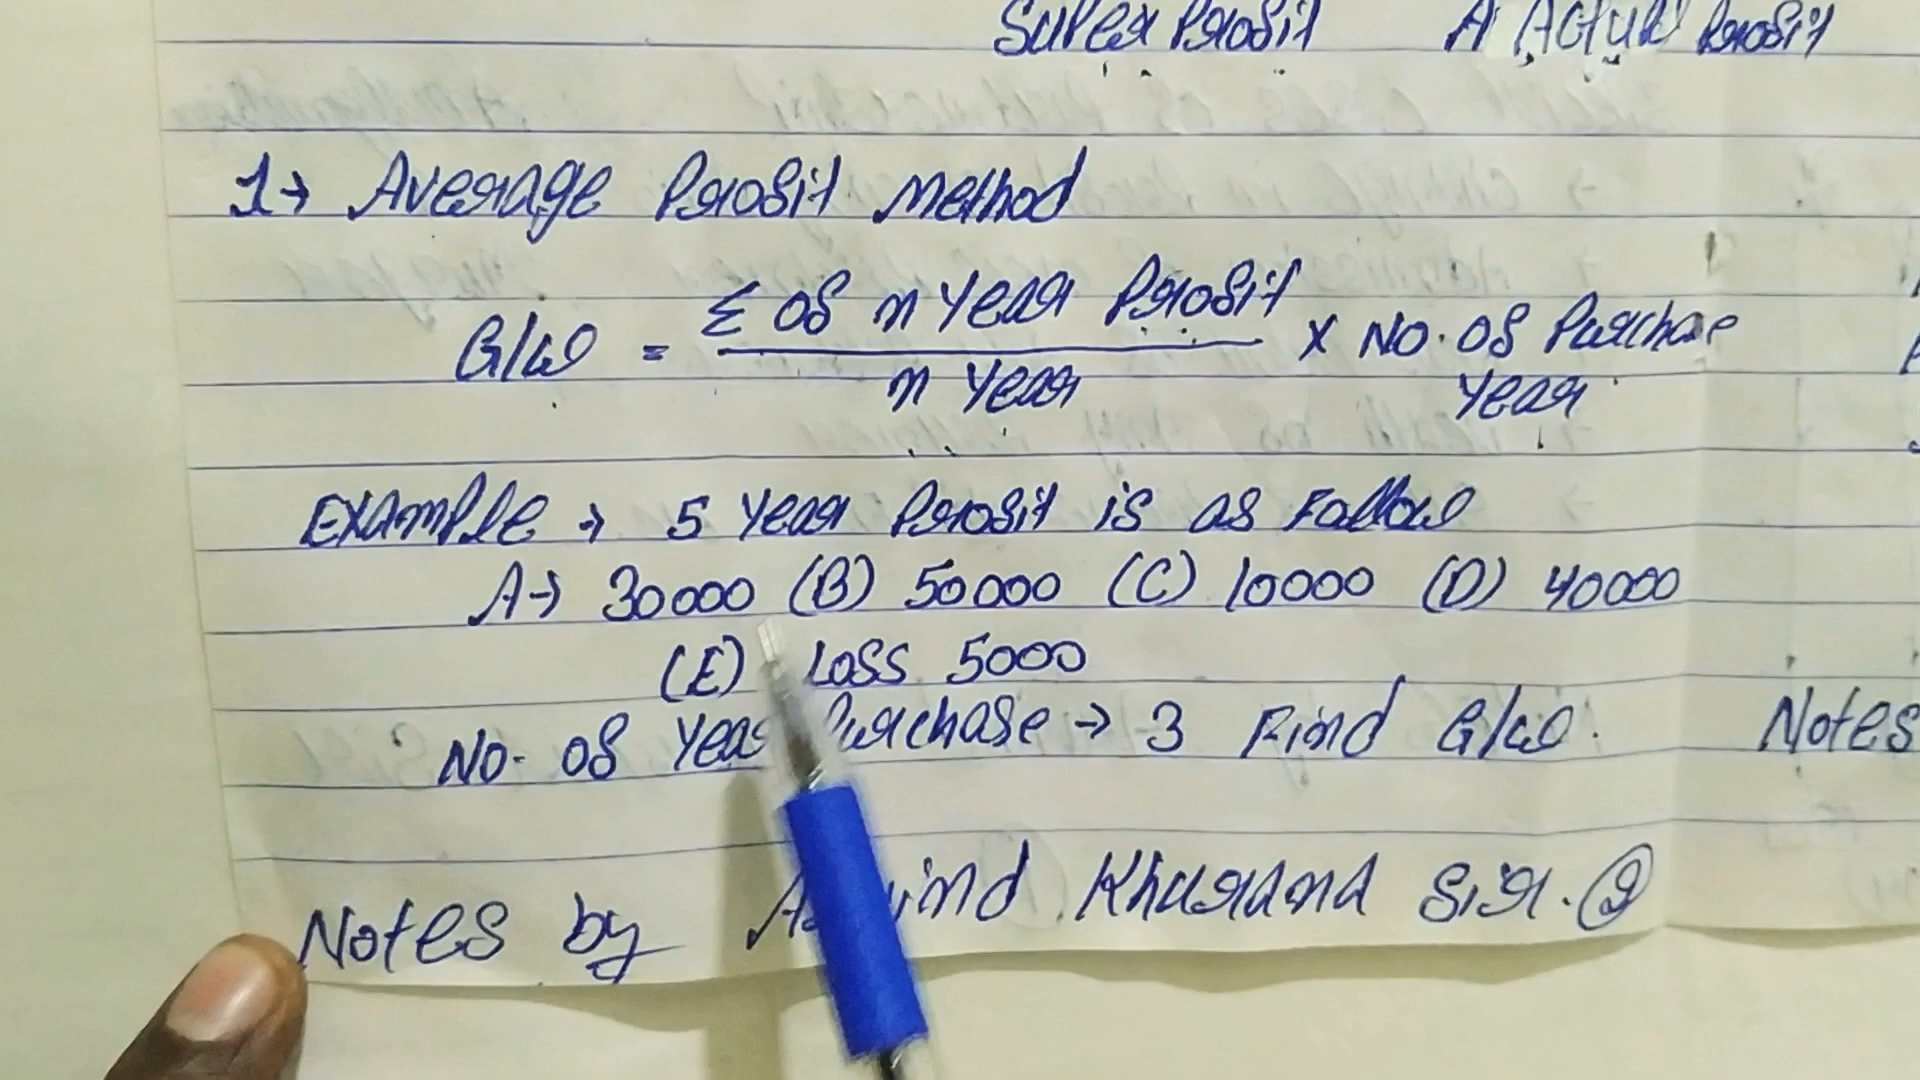 Super Profit A Actual Profit
1→ Average Profit Method
G/w = Σ of n Year Profit / n Year × No. of Purchase Year
Example → 5 Year Profit is as Follow
A→ 30000 (B) 50000 (C) 10000 (D) 40000
(E) Loss 5000
No. of Year Purchase → 3 Find G/w.
Notes
Notes by Khurana Sir. 2